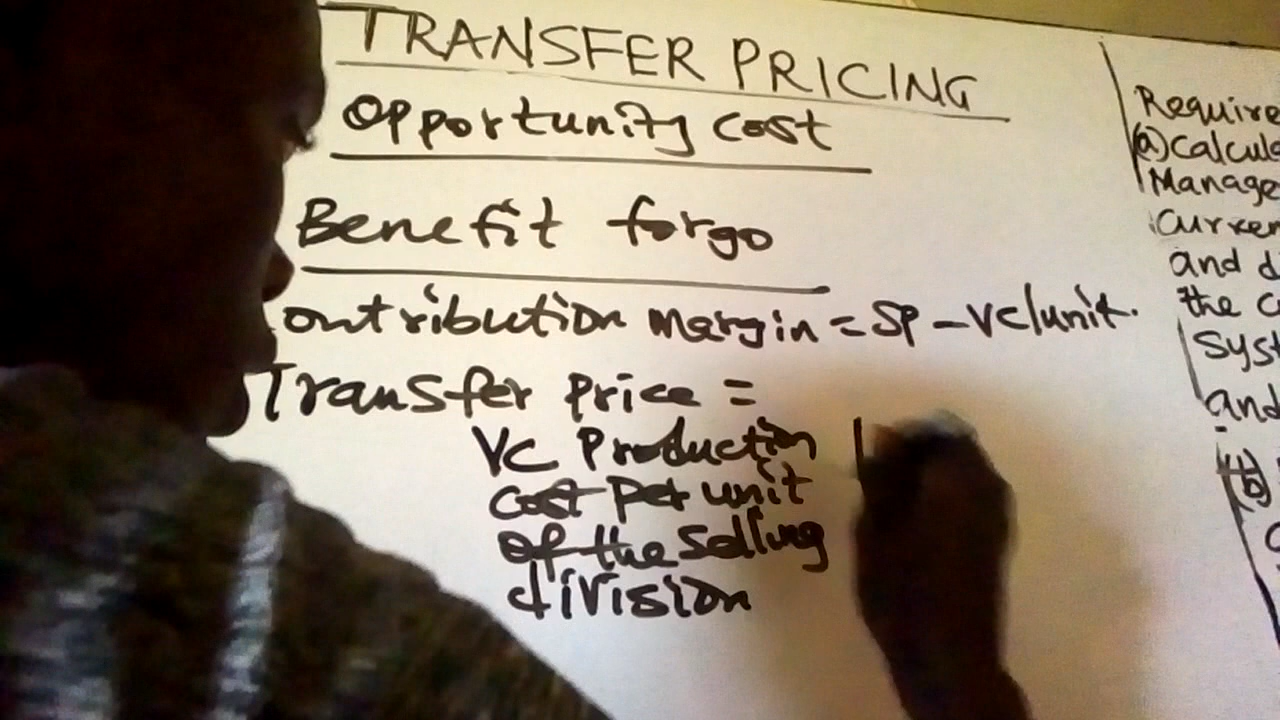 TRANSFER PRICING
Opportunity cost
Benefit forgo
ontribution margin = SP - VC/unit.
Transfer price =
VC Production
cost per unit
of the Selling
division
Require
(a) Calcul
Manage
Curren
and d
the c
Syst
and
(b)